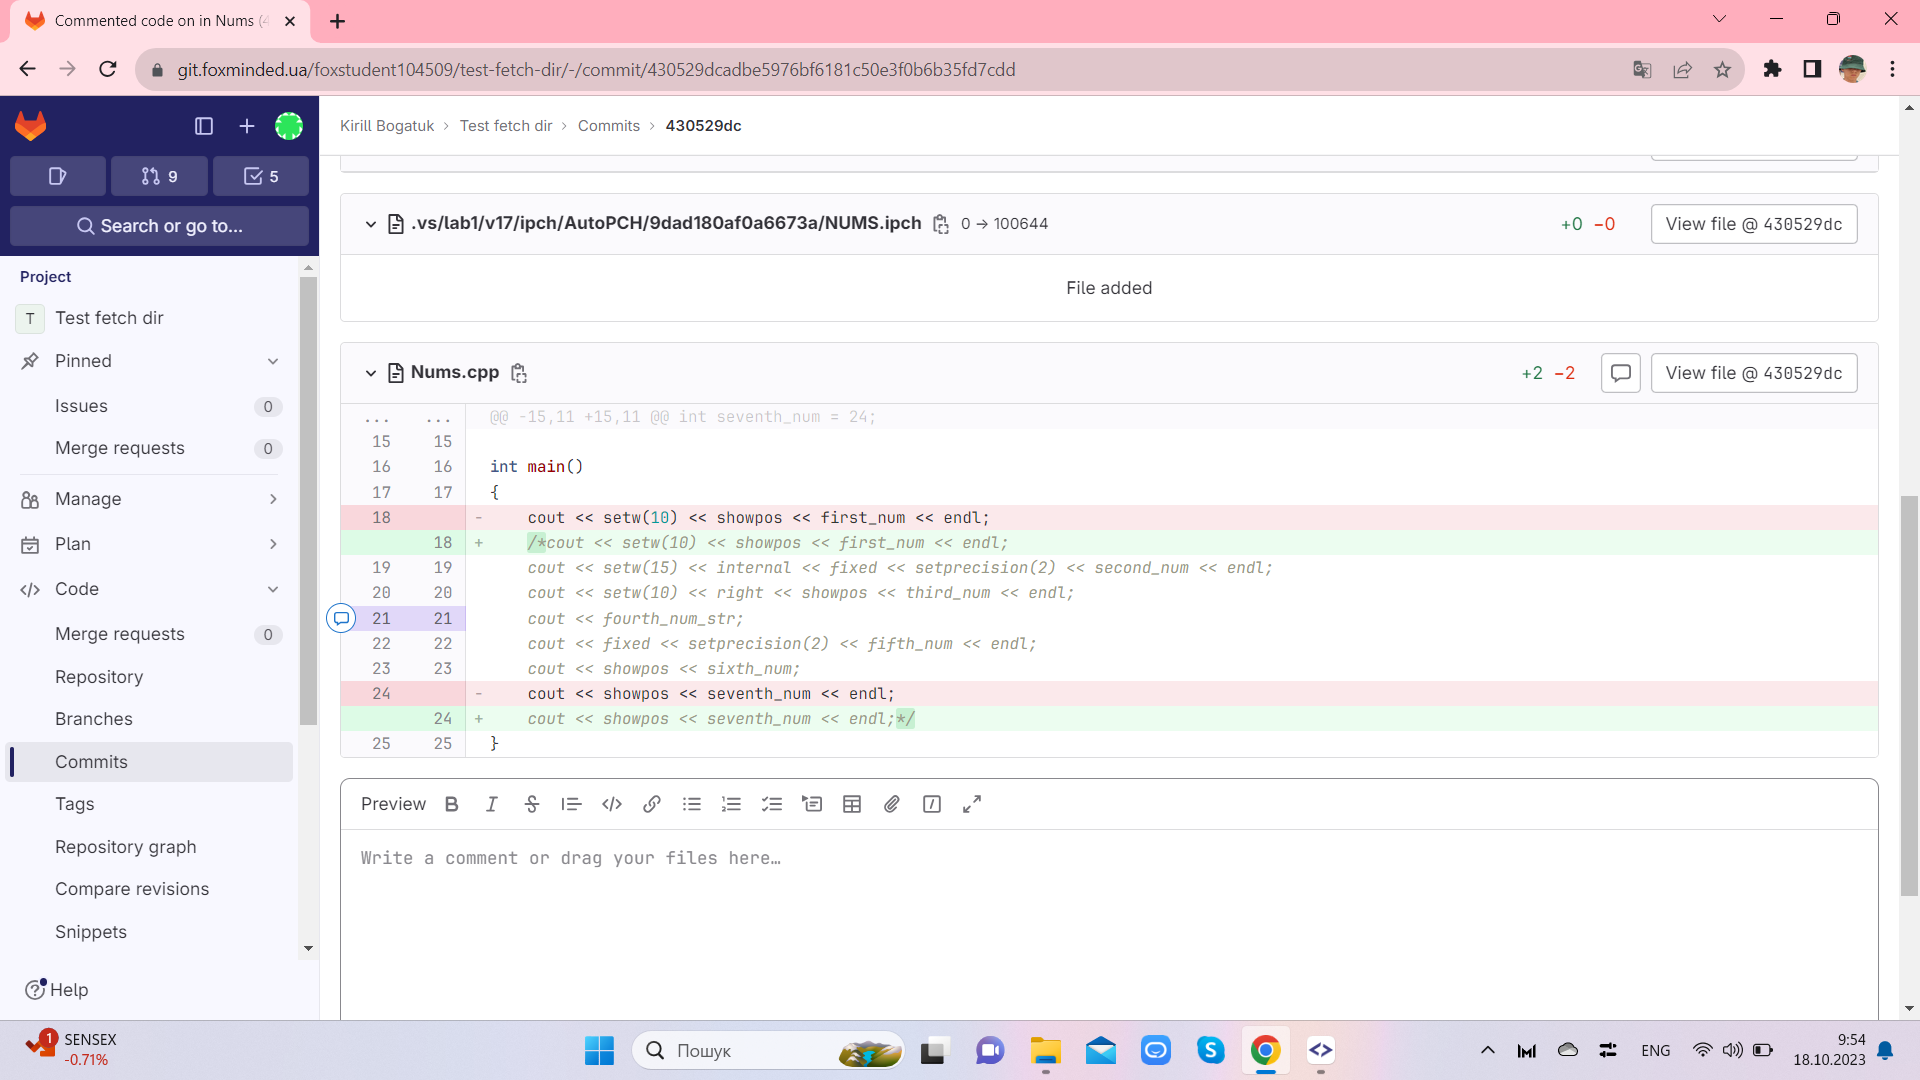 Commented code on in Nums (4
git.foxminded.ua/foxstudent104509/test-fetch-dir/-/commit/430529dcadbe5976bf6181c50e3f0b6b35fd7cdd
9
5
Search or go to...
Project
T Test fetch dir
Pinned
Issues 0
Merge requests 0
Manage
Plan
Code
Merge requests 0
Repository
Branches
Commits
Tags
Repository graph
Compare revisions
Snippets
Help
Kirill Bogatuk > Test fetch dir > Commits > 430529dc
.vs/lab1/v17/ipch/AutoPCH/9dad180af0a6673a/NUMS.ipch 0 → 100644 +0 −0 View file @ 430529dc
File added
Nums.cpp +2 −2 View file @ 430529dc
... ... @@ -15,11 +15,11 @@ int seventh_num = 24;
15 15
16 16 int main()
17 17 {
18 - cout << setw(10) << showpos << first_num << endl;
18 + /*cout << setw(10) << showpos << first_num << endl;
19 19 cout << setw(15) << internal << fixed << setprecision(2) << second_num << endl;
20 20 cout << setw(10) << right << showpos << third_num << endl;
21 21 cout << fourth_num_str;
22 22 cout << fixed << setprecision(2) << fifth_num << endl;
23 23 cout << showpos << sixth_num;
24 - cout << showpos << seventh_num << endl;
24 + cout << showpos << seventh_num << endl;*/
25 25 }
Preview
Write a comment or drag your files here…
1
SENSEX
-0.71%
Пошук
ENG
9:54
18.10.2023